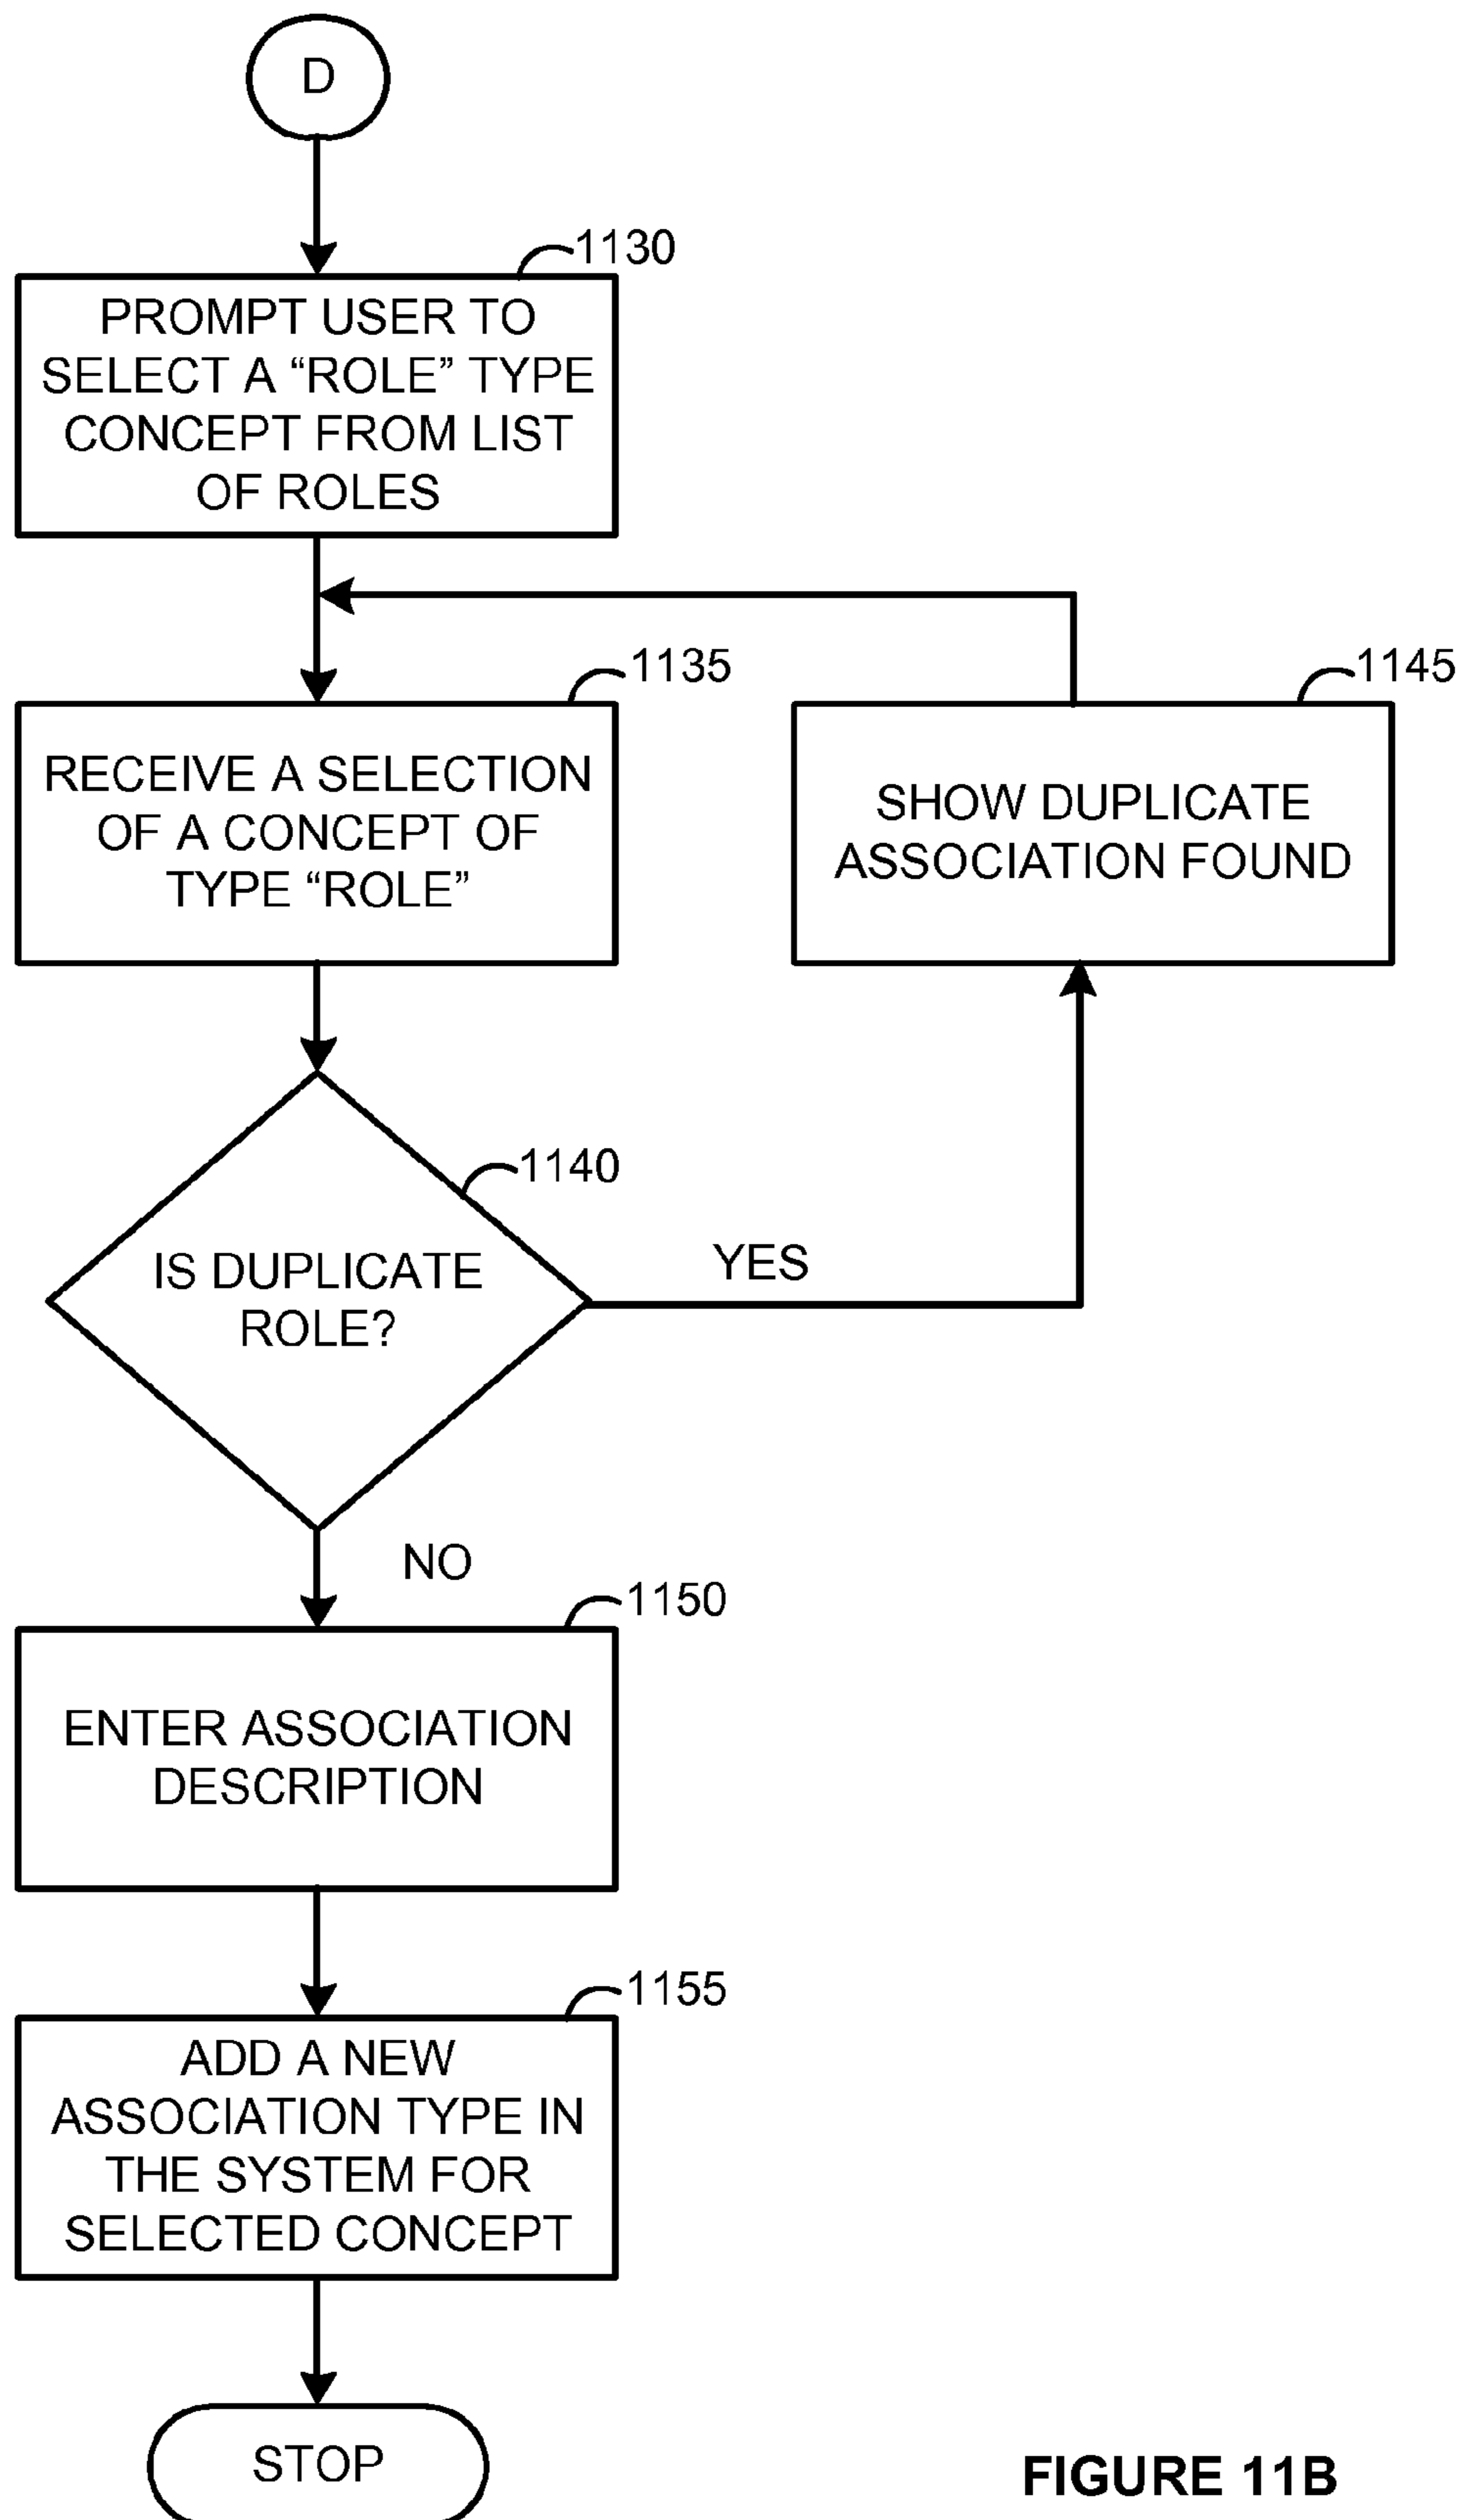 D
1130
PROMPT USER TO
SELECT A “ROLE” TYPE
CONCEPT FROM LIST
OF ROLES
1135
RECEIVE A SELECTION
OF A CONCEPT OF
TYPE “ROLE”
1145
SHOW DUPLICATE
ASSOCIATION FOUND
1140
IS DUPLICATE
ROLE?
YES
NO
1150
ENTER ASSOCIATION
DESCRIPTION
1155
ADD A NEW
ASSOCIATION TYPE IN
THE SYSTEM FOR
SELECTED CONCEPT
STOP
FIGURE 11B